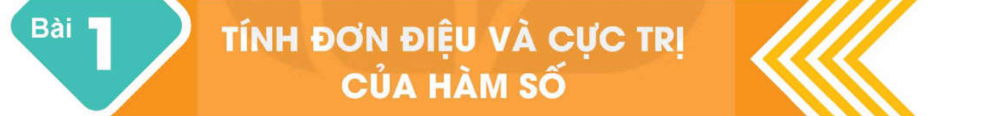 Bài 1
TÍNH ĐƠN ĐIỆU VÀ CỰC TRỊ
CỦA HÀM SỐ